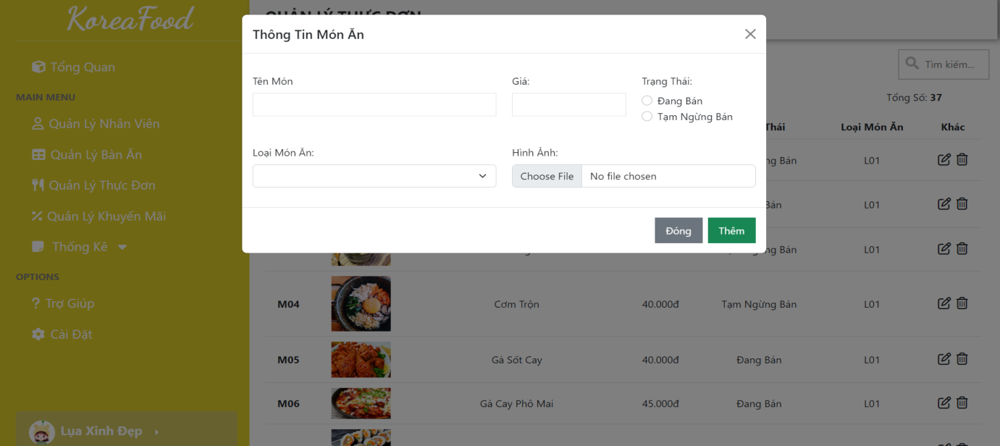 KoreaFood
Tổng Quan
MAIN MENU
Quản Lý Nhân Viên
Quản Lý Bàn Ăn
Quản Lý Thực Đơn
Quản Lý Khuyến Mãi
Thống Kê
OPTIONS
Trợ Giúp
Cài Đặt
Lụa Xinh Đẹp
QUẢN LÝ THỰC ĐƠN
Thông Tin Món Ăn
Tên Món
Giá:
Trạng Thái:
Đang Bán
Tạm Ngừng Bán
Loại Món Ăn:
Hình Ảnh:
Choose File No file chosen
Đóng Thêm
Tìm kiếm...
Tổng Số: 37
Thái Loại Món Ăn Khác
Bán L01
Bán L01
Bán L01
M04 Cơm Trộn 40.000đ Tạm Ngừng Bán L01
M05 Gà Sốt Cay 40.000đ Đang Bán L01
M06 Gà Cay Phô Mai 45.000đ Đang Bán L01